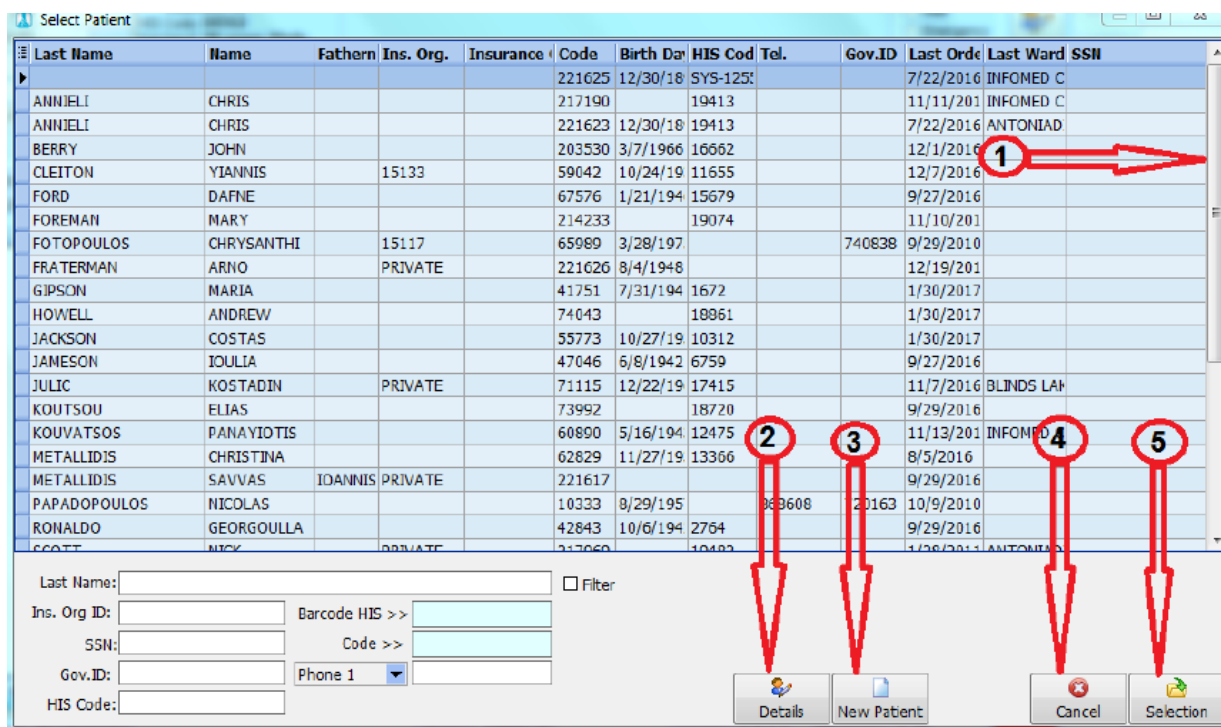 Select Patient
Last Name Name Fathern Ins. Org. Insurance Code Birth Da HIS Cod Tel. Gov.ID Last Orde Last Ward SSN
221625 12/30/18 SYS-125 7/22/2016 INFOMED C
ANNIELI CHRIS 217190 19413 11/11/201 INFOMED C
ANNIELI CHRIS 221623 12/30/18 19413 7/22/2016 ANTONIAD
BERRY JOHN 203530 3/7/1966 16662 12/1/2016
1
CLEITON YIANNIS 15133 59042 10/24/19 11655 12/7/2016
FORD DAFNE 67576 1/21/194 15679 9/27/2016
FOREMAN MARY 214233 19074 11/10/201
FOTOPOULOS CHRYSANTHI 15117 65989 3/28/197 740838 9/29/2010
FRATERMAN ARNO PRIVATE 221626 8/4/1948 12/19/201
GIPSON MARIA 41751 7/31/194 1672 1/30/2017
HOWELL ANDREW 74043 18861 1/30/2017
JACKSON COSTAS 55773 10/27/19 10312 1/30/2017
JAMESON IOULIA 47046 6/8/1942 6759 9/27/2016
JULIC KOSTADIN PRIVATE 71115 12/22/19 17415 11/7/2016 BLINDS LAK
KOUTSOU ELIAS 73992 18720 9/29/2016
KOUVATSOS PANAYIOTIS 60890 5/16/194 12475 11/13/201 INFOMED
2 3 4 5
METALLIDIS CHRISTINA 62829 11/27/19 13366 8/5/2016
METALLIDIS SAVVAS IOANNIS PRIVATE 221617 9/29/2016
PAPADOPOULOS NICOLAS 10333 8/29/195 10/9/2010
RONALDO GEORGOULLA 42843 10/6/194 2764 9/29/2016
SCOTT NICK PRIVATE ANTONIAD
Last Name: Filter
Ins. Org ID: Barcode HIS >>
SSN: Code >>
Gov.ID: Phone 1
HIS Code:
Details New Patient Cancel Selection